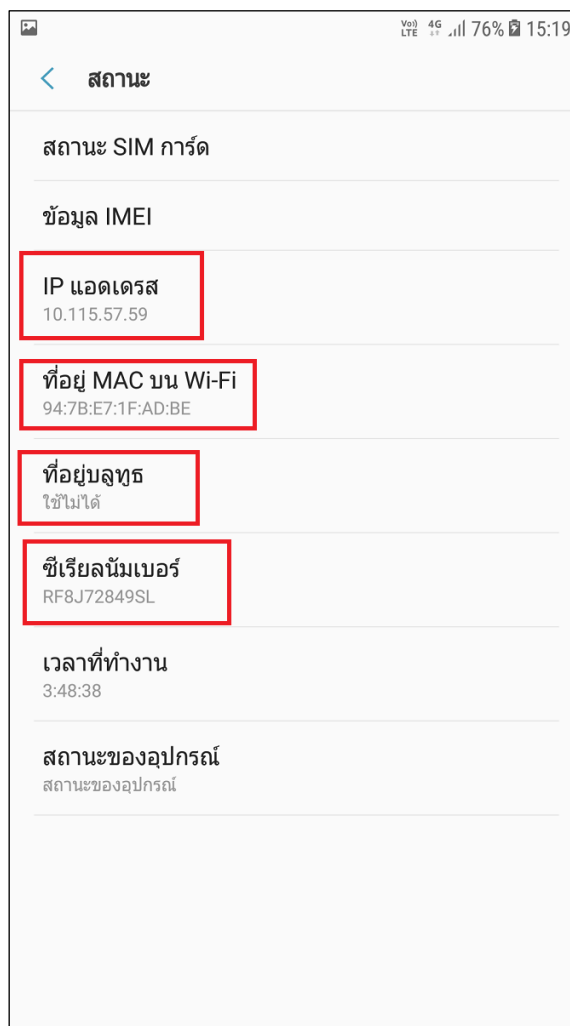 Vo)) LTE 4G 76% 15:19
สถานะ
สถานะ SIM การ์ด
ข้อมูล IMEI
IP แอดเดรส
10.115.57.59
ที่อยู่ MAC บน Wi-Fi
94:7B:E7:1F:AD:BE
ที่อยู่บลูทูธ
ใช้ไม่ได้
ซีเรียลนัมเบอร์
RF8J72849SL
เวลาที่ทำงาน
3:48:38
สถานะของอุปกรณ์
สถานะของอุปกรณ์